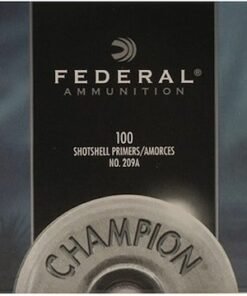 FEDERAL®
AMMUNITION
100
SHOTSHELL PRIMERS/AMORCES
NO. 209A
CHAMPION